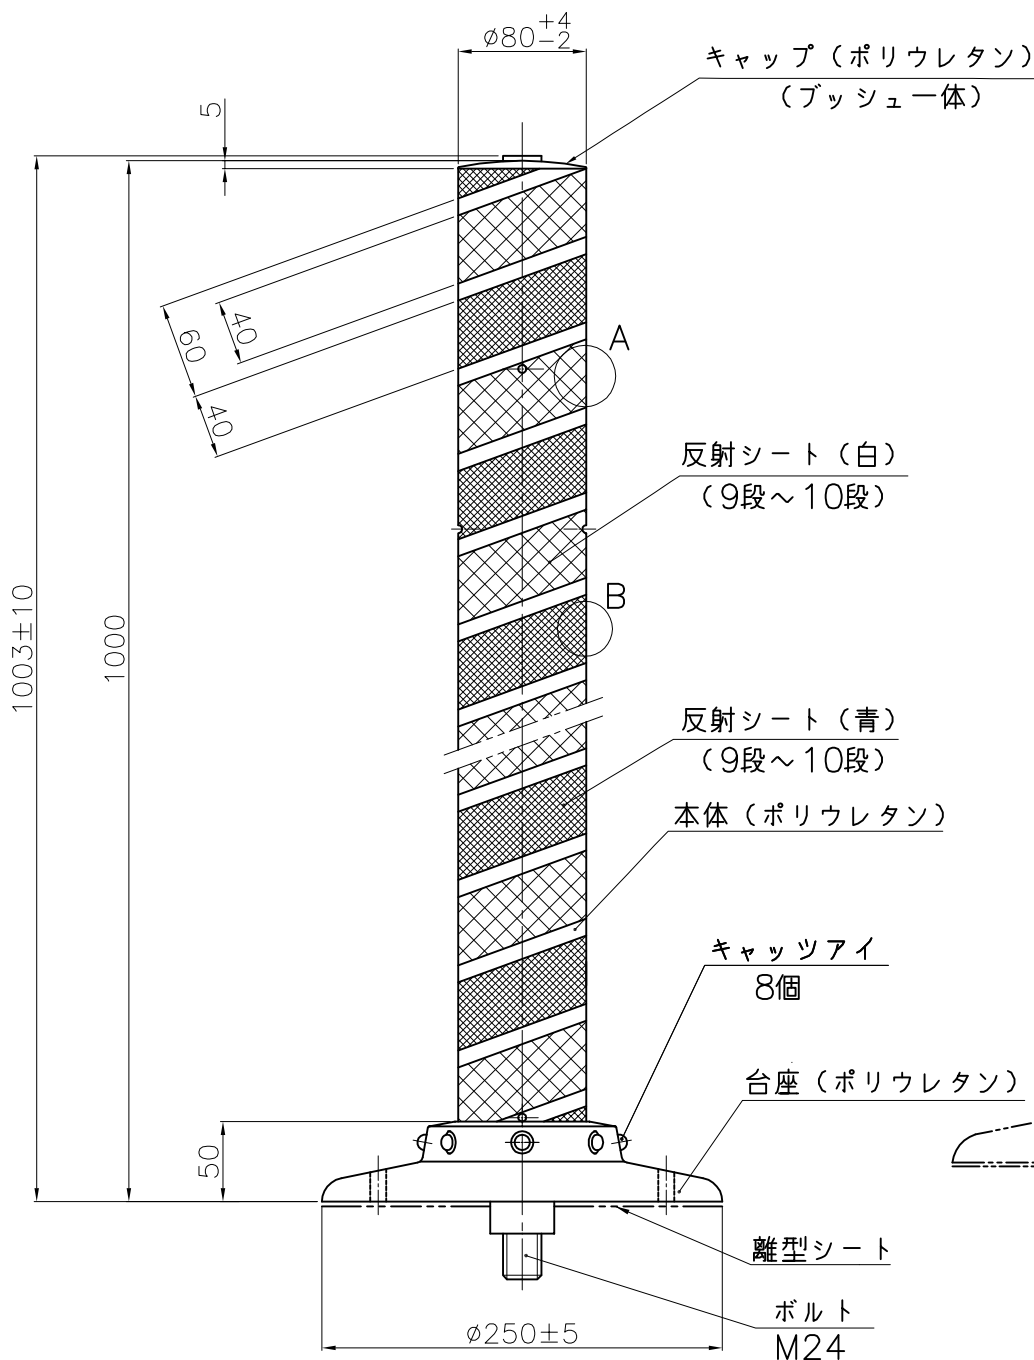 ø80+4-2
キャップ（ポリウレタン）
（ブッシュ一体）
5
60
40
40
A
反射シート（白）
（9段～10段）
B
1003±10
1000
反射シート（青）
（9段～10段）
本体（ポリウレタン）
キャッツアイ
8個
台座（ポリウレタン）
50
離型シート
ボルト
M24
ø250±5